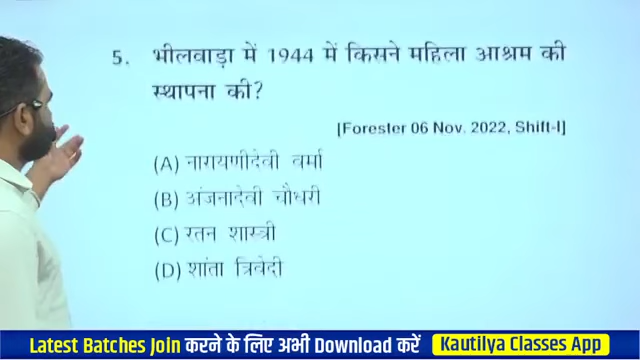 5. भीलवाड़ा में 1944 में किसने महिला आश्रम की
स्थापना की?
[Forester 06 Nov. 2022, Shift-I]
(A) नारायणीदेवी वर्मा
(B) अंजनादेवी चौधरी
(C) रतन शास्त्री
(D) शांता त्रिवेदी
Latest Batches Join करने के लिए अभी Download करें Kautilya Classes App